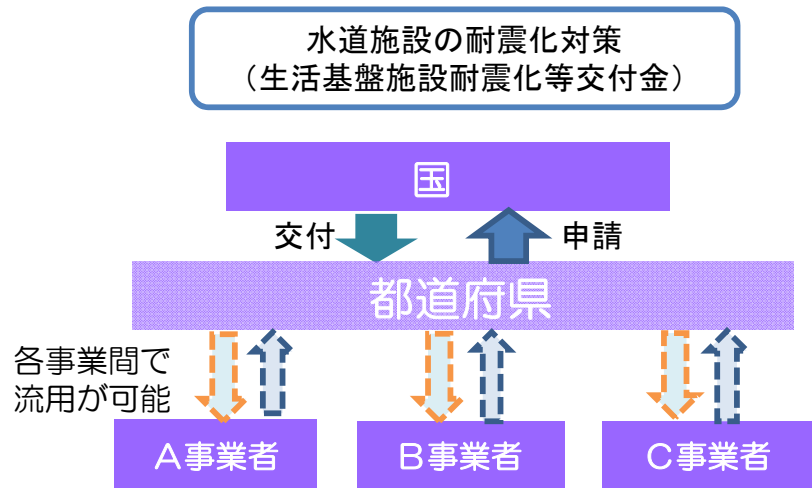 水道施設の耐震化対策
（生活基盤施設耐震化等交付金）
国
交付
申請
都道府県
各事業間で
流用が可能
Ａ事業者
Ｂ事業者
Ｃ事業者